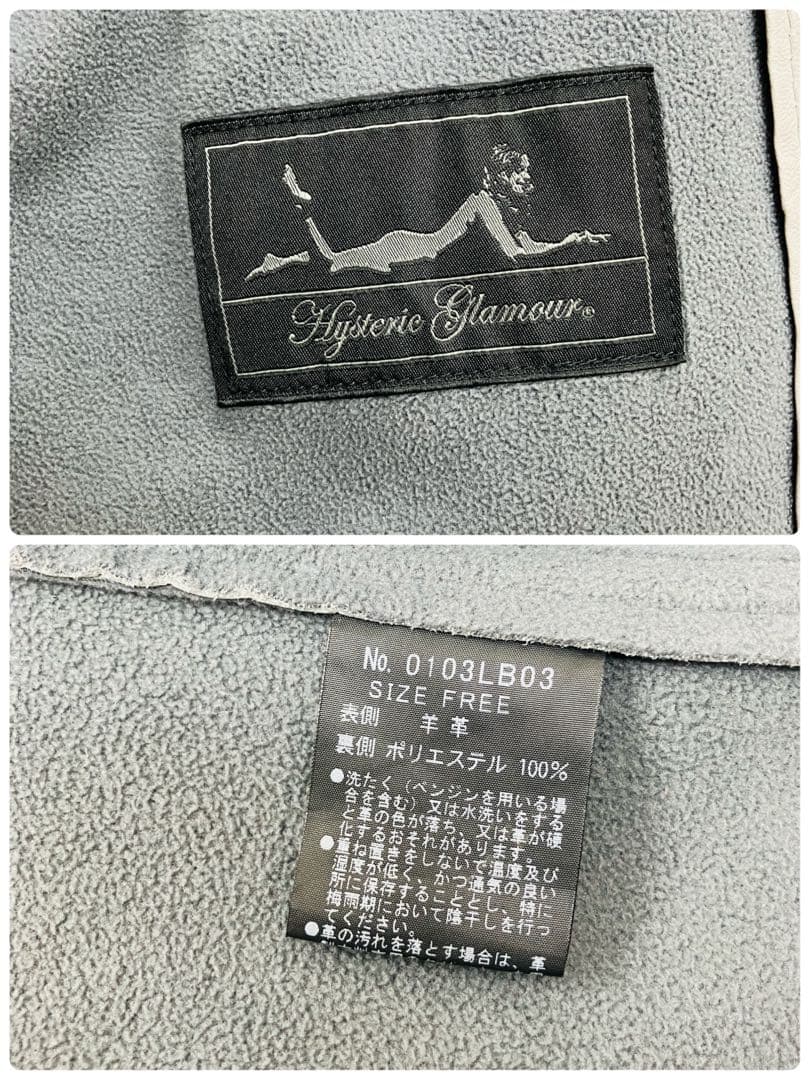 Hysteric Glamour®
No. 0103LB03
SIZE FREE
表側 羊革
裏側 ポリエステル 100%
●洗たく(ベンジンを用いる場
合を含む)又は水洗いをする
と革の色が落ち、又は革が硬
化するおそれがあります。
●重ね置きをしないで温度及び
湿度が低く、かつ通気の良い
所に保存することとし、特に
梅雨期において陰干しを行っ
てください。
●革の汚れを落とす場合は、革